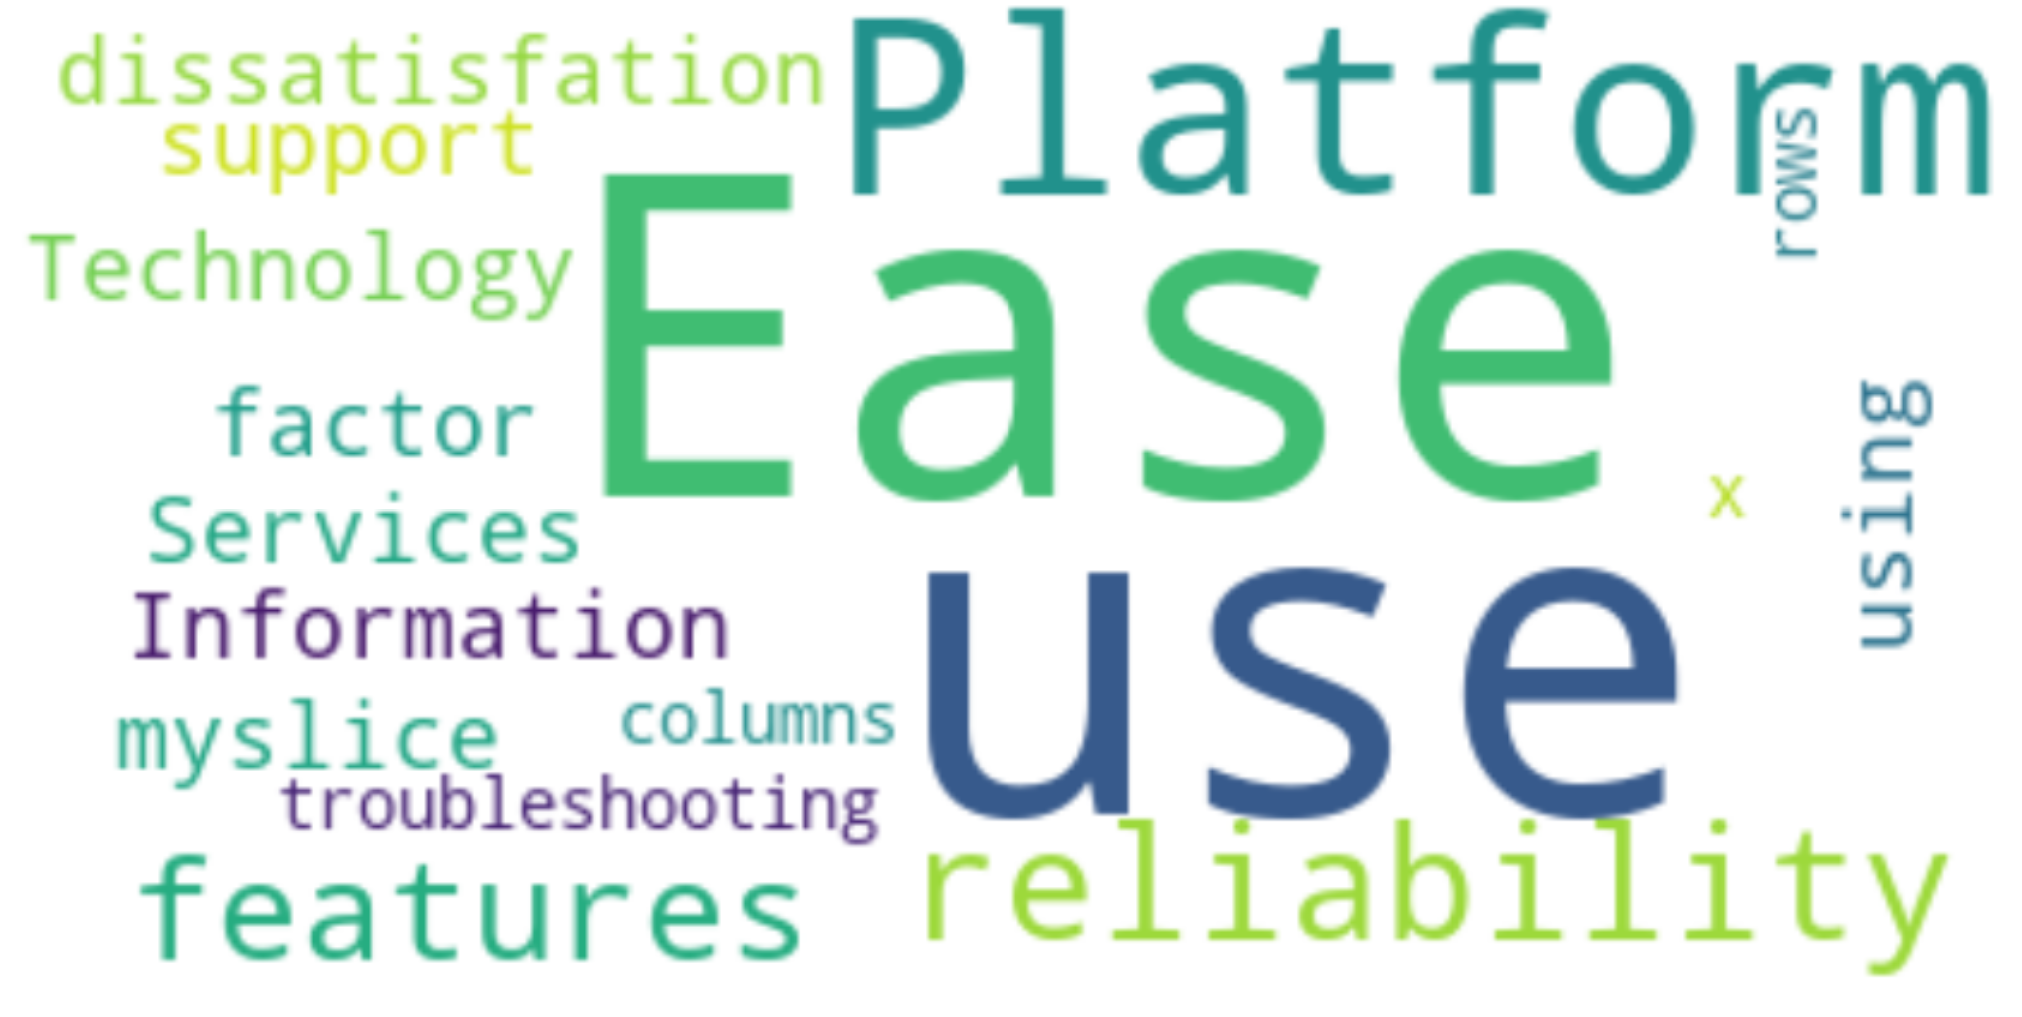 dissatisfation
Platform
support
rows
Technology
Ease
factor
using
Services
x
Information
use
myslice
columns
troubleshooting
features
reliability